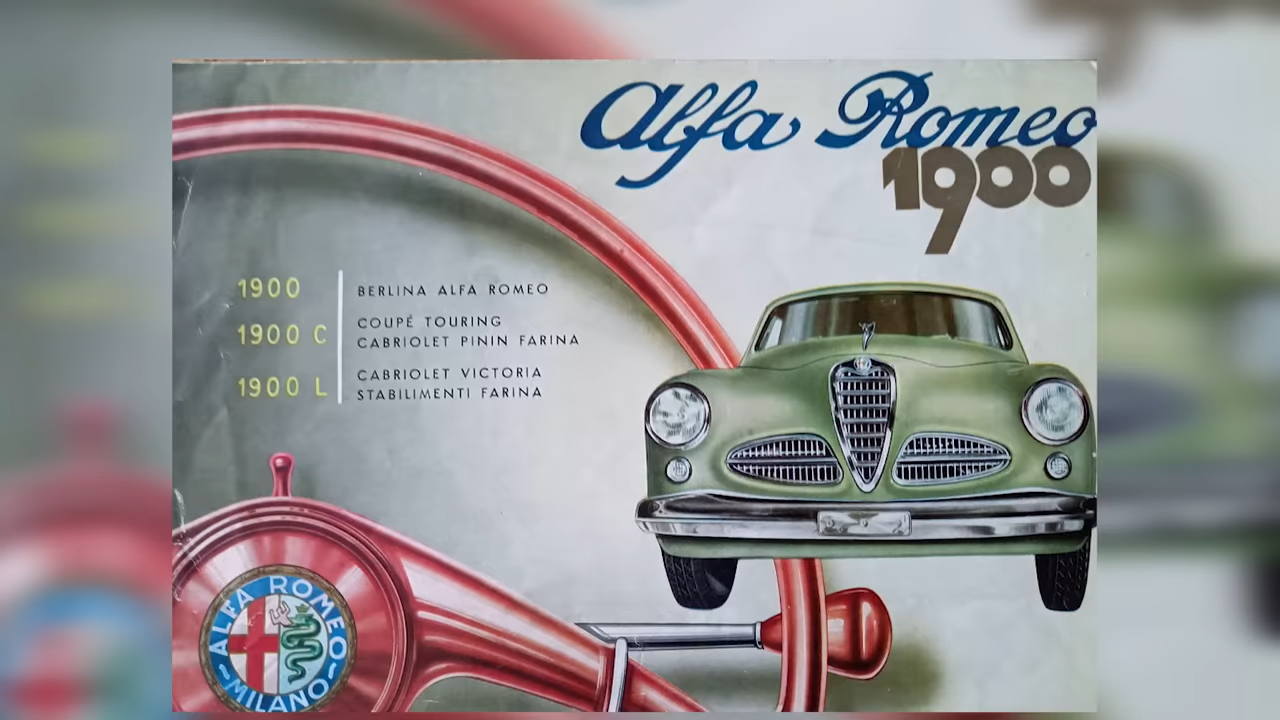 Alfa Romeo
1900
1900
BERLINA ALFA ROMEO
1900 C
COUPÉ TOURING
CABRIOLET PININ FARINA
1900 L
CABRIOLET VICTORIA
STABILIMENTI FARINA
ALFA ROMEO
MILANO